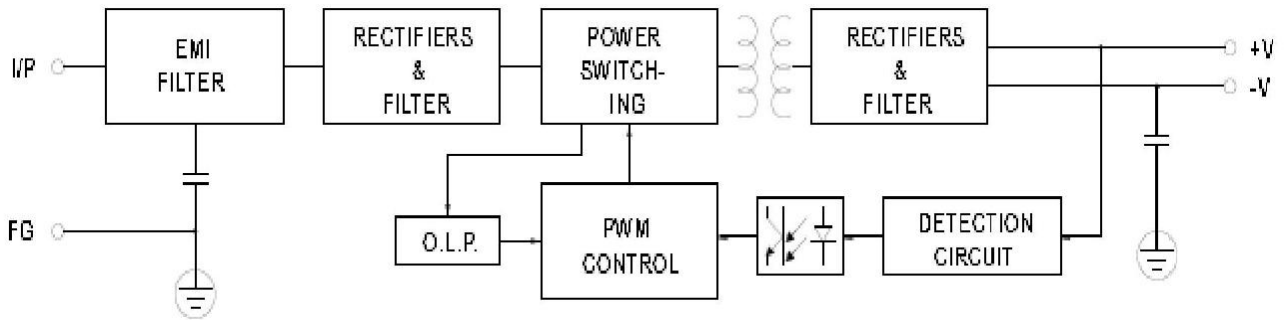 I/P
EMI
FILTER
RECTIFIERS
&
FILTER
POWER
SWITCH-
ING
RECTIFIERS
&
FILTER
+V
-V
FG
O.L.P.
PWM
CONTROL
DETECTION
CIRCUIT